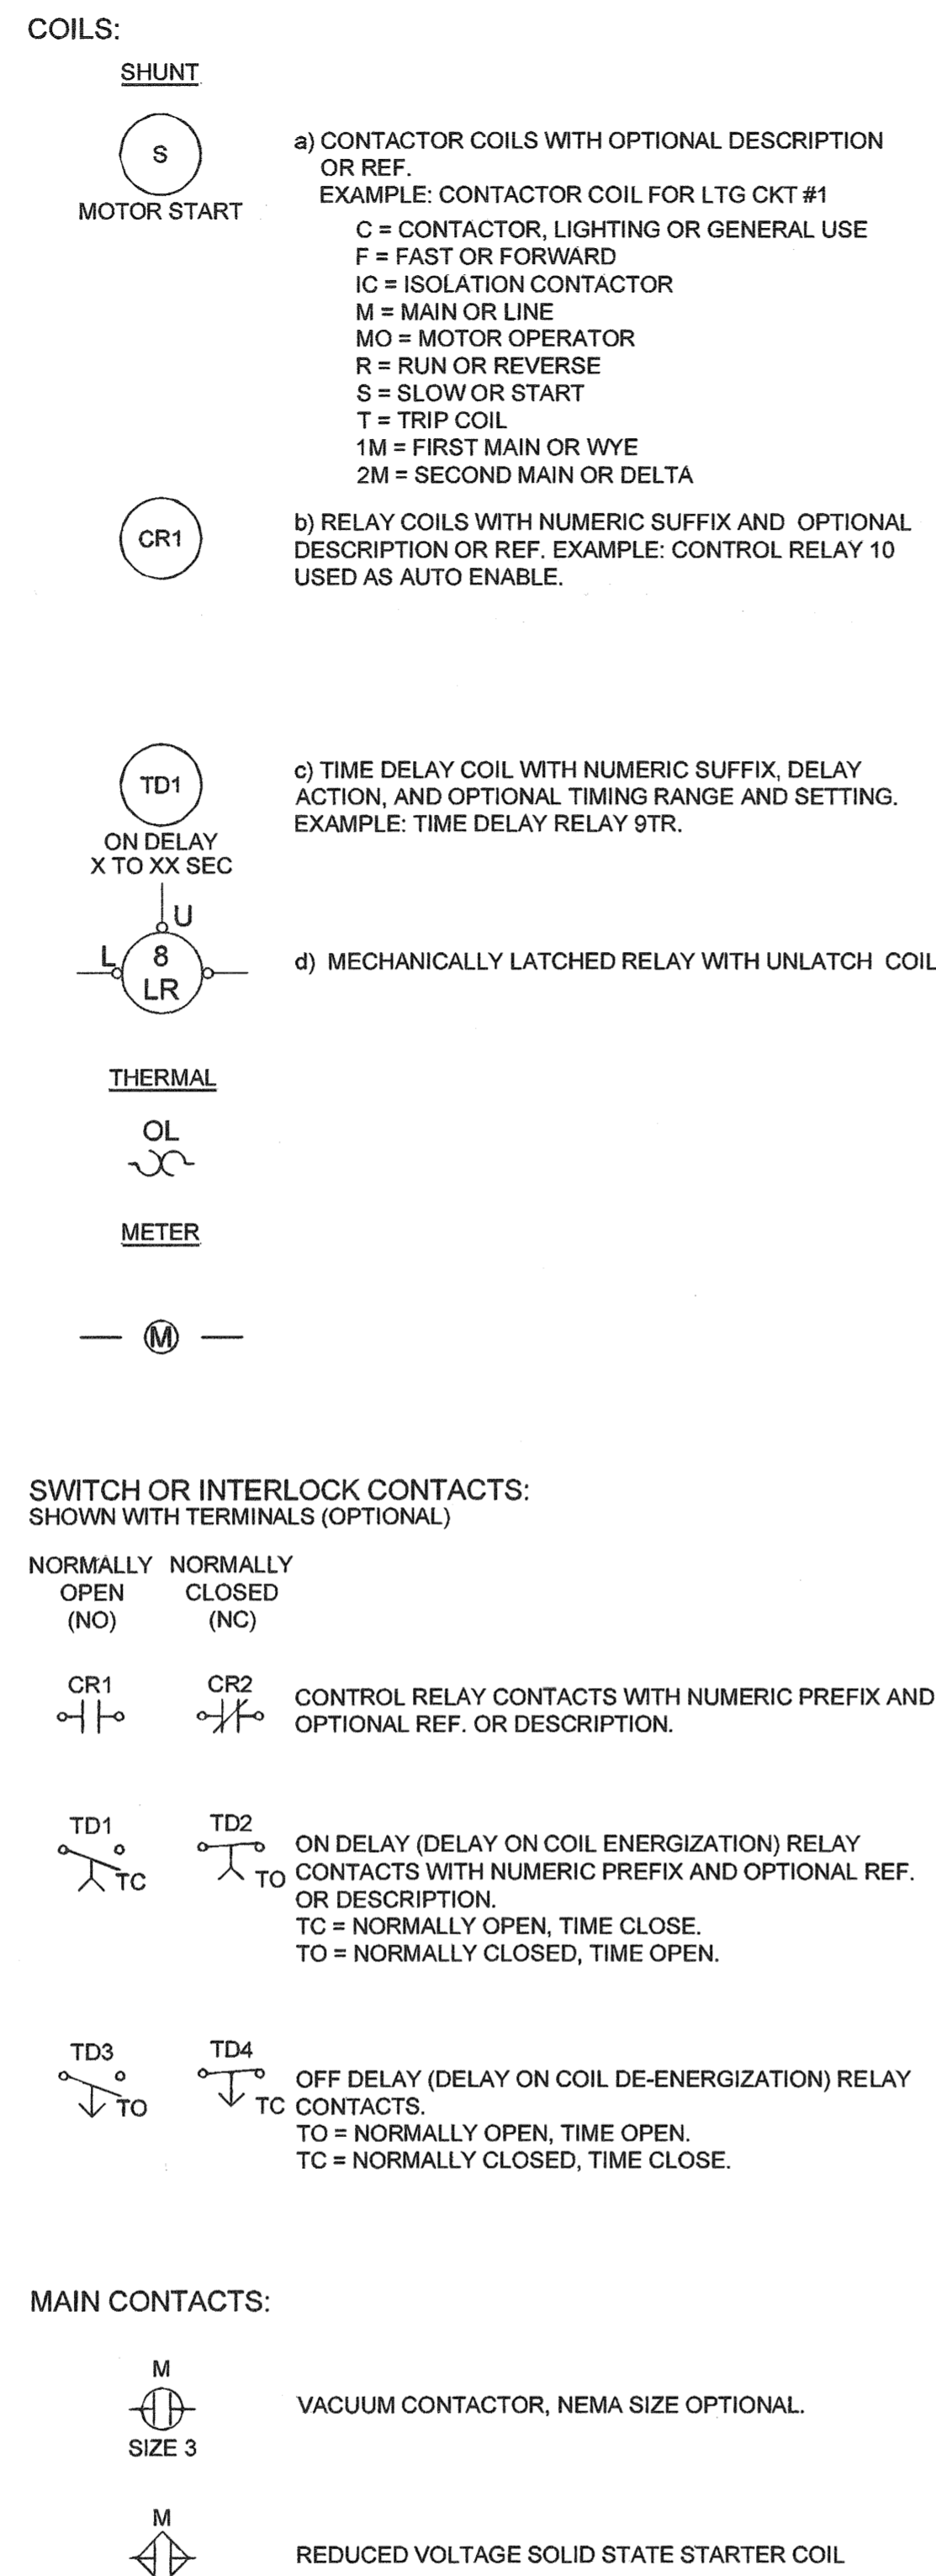 COILS:
SHUNT
S
MOTOR START
a) CONTACTOR COILS WITH OPTIONAL DESCRIPTION
OR REF.
EXAMPLE: CONTACTOR COIL FOR LTG CKT #1
C = CONTACTOR, LIGHTING OR GENERAL USE
F = FAST OR FORWARD
IC = ISOLATION CONTACTOR
M = MAIN OR LINE
MO = MOTOR OPERATOR
R = RUN OR REVERSE
S = SLOW OR START
T = TRIP COIL
1M = FIRST MAIN OR WYE
2M = SECOND MAIN OR DELTA
CR1
b) RELAY COILS WITH NUMERIC SUFFIX AND OPTIONAL
DESCRIPTION OR REF. EXAMPLE: CONTROL RELAY 10
USED AS AUTO ENABLE.
TD1
ON DELAY
X TO XX SEC
c) TIME DELAY COIL WITH NUMERIC SUFFIX, DELAY
ACTION, AND OPTIONAL TIMING RANGE AND SETTING.
EXAMPLE: TIME DELAY RELAY 9TR.
U
L
8
LR
d) MECHANICALLY LATCHED RELAY WITH UNLATCH COIL
THERMAL
OL
METER
M
SWITCH OR INTERLOCK CONTACTS:
SHOWN WITH TERMINALS (OPTIONAL)
NORMALLY NORMALLY
OPEN CLOSED
(NO) (NC)
CR1 CR2
CONTROL RELAY CONTACTS WITH NUMERIC PREFIX AND
OPTIONAL REF. OR DESCRIPTION.
TD1 TD2
TC TO
ON DELAY (DELAY ON COIL ENERGIZATION) RELAY
CONTACTS WITH NUMERIC PREFIX AND OPTIONAL REF.
OR DESCRIPTION.
TC = NORMALLY OPEN, TIME CLOSE.
TO = NORMALLY CLOSED, TIME OPEN.
TD3 TD4
TO TC
OFF DELAY (DELAY ON COIL DE-ENERGIZATION) RELAY
CONTACTS.
TO = NORMALLY OPEN, TIME OPEN.
TC = NORMALLY CLOSED, TIME CLOSE.
MAIN CONTACTS:
M
SIZE 3
VACUUM CONTACTOR, NEMA SIZE OPTIONAL.
M
REDUCED VOLTAGE SOLID STATE STARTER COIL